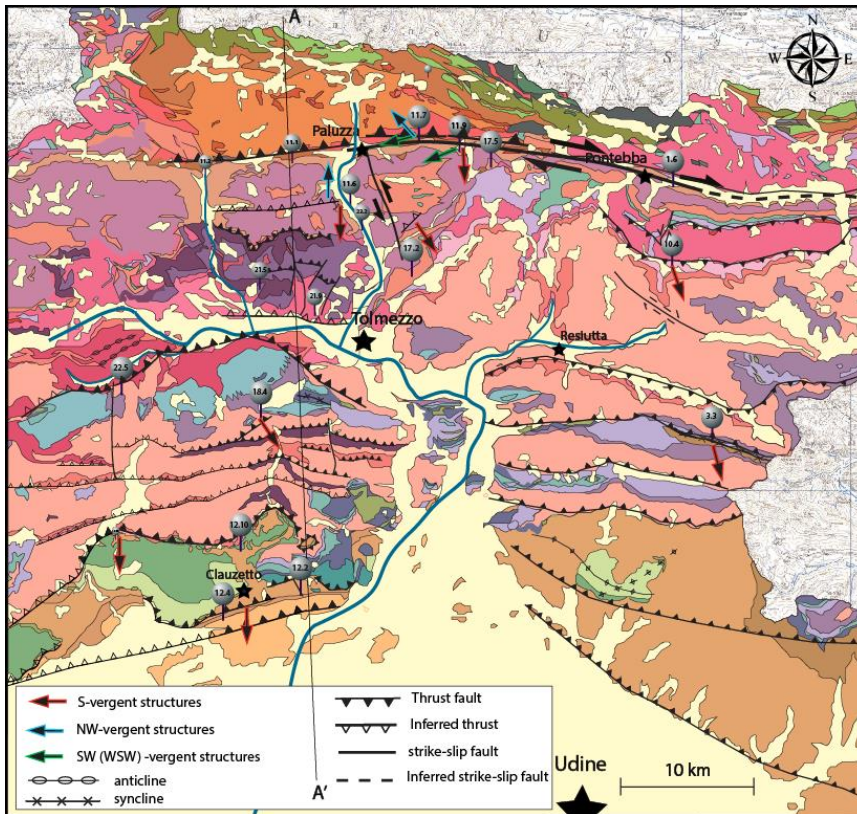 A
N
W E
S
11.7
Paluzza
11.9
11.1
17.5
11.2
Pontebba
1.6
11.6
17.2
10.4
21.5
21.9
Tolmezzo
Resiutta
22.5
18.4
3.3
12.10
Clauzetto
12.2
12.4
S-vergent structures
NW-vergent structures
SW (WSW) -vergent structures
anticline
syncline
A'
Thrust fault
Inferred thrust
strike-slip fault
Inferred strike-slip fault
Udine
10 km